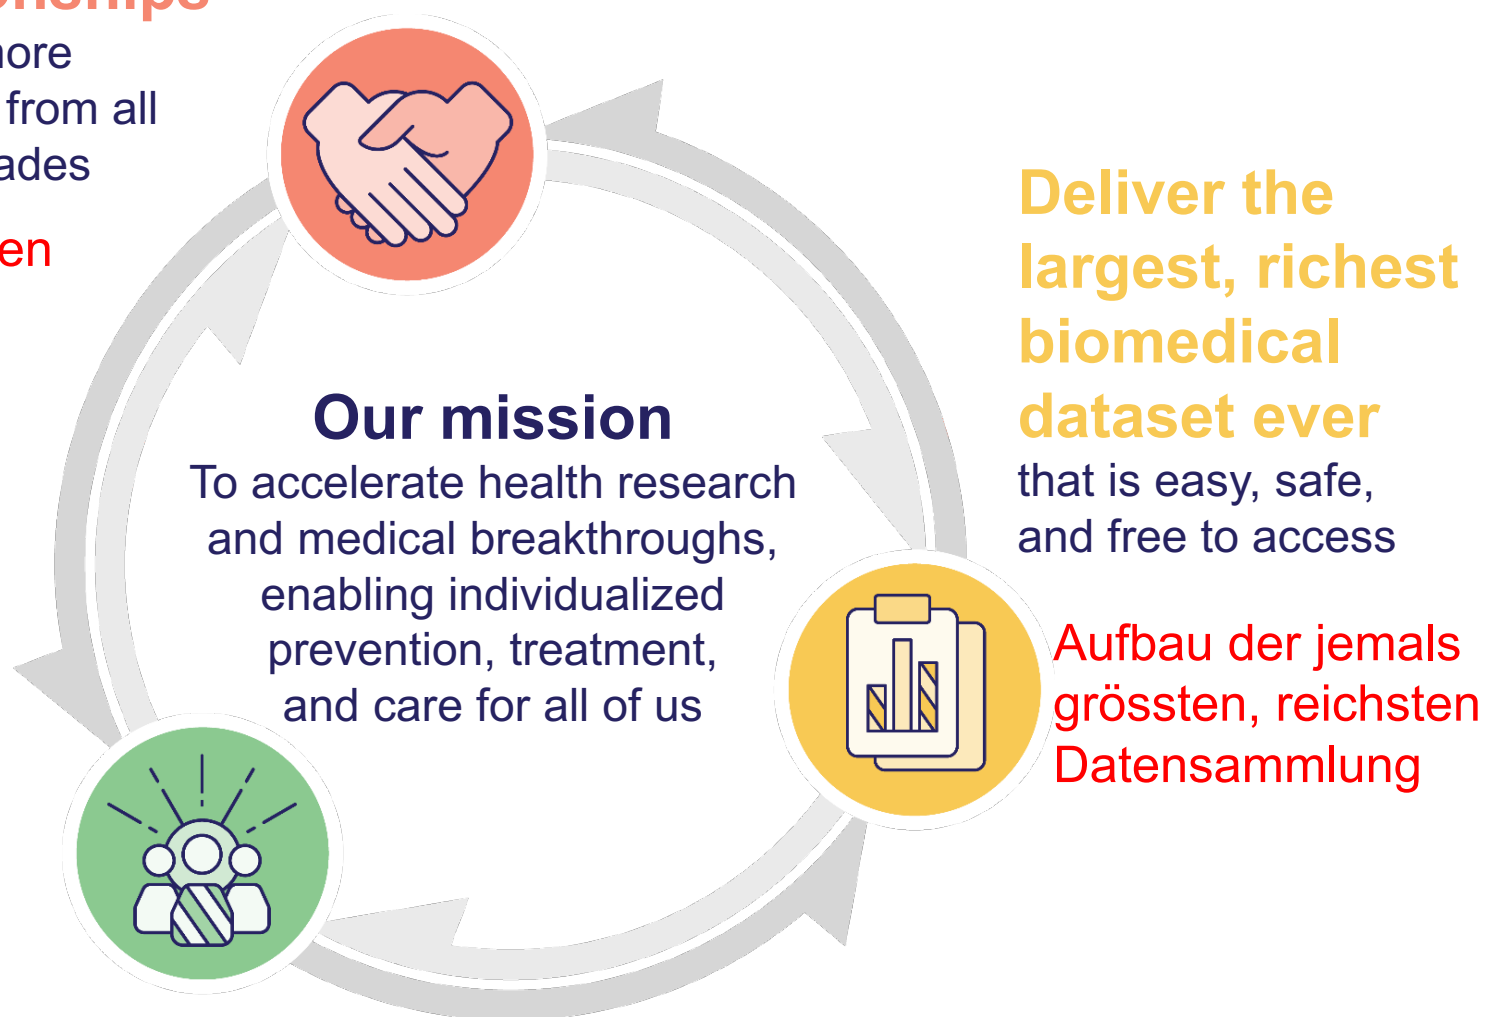 more
from all
en
Our mission
To accelerate health research
and medical breakthroughs,
enabling individualized
prevention, treatment,
and care for all of us
Deliver the
largest, richest
biomedical
dataset ever
that is easy, safe,
and free to access
Aufbau der jemals
grössten, reichsten
Datensammlung